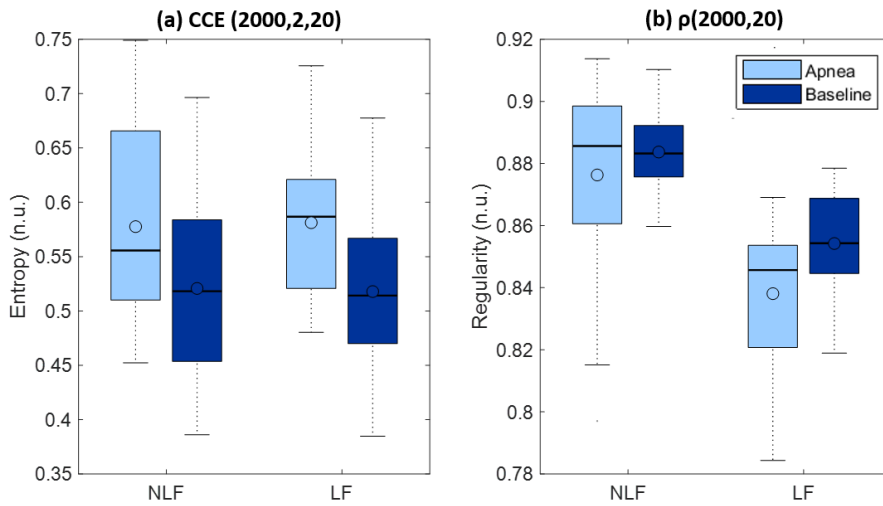 (a) CCE (2000,2,20)
0.75
0.7
0.65
0.6
0.55
0.5
0.45
0.4
0.35
Entropy (n.u.)
NLF
LF
(b) ρ(2000,20)
0.92
0.9
0.88
0.86
0.84
0.82
0.8
0.78
Regularity (n.u.)
Apnea
Baseline
NLF
LF